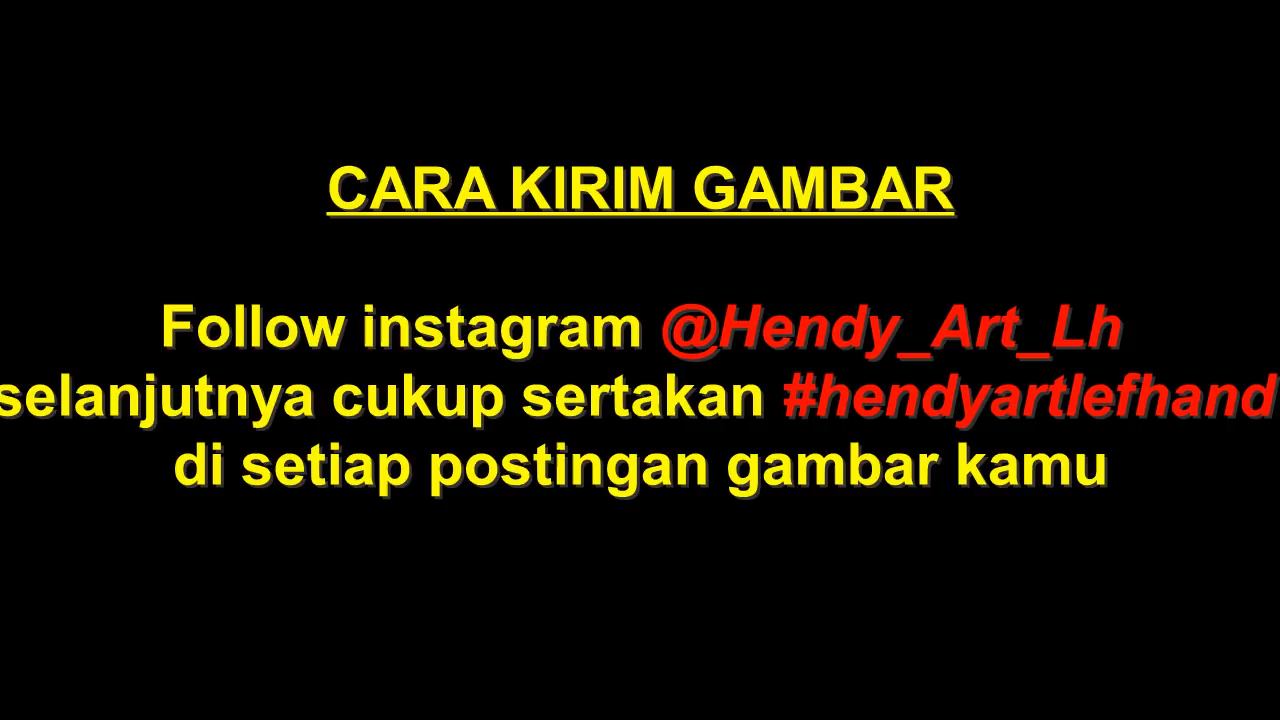 CARA KIRIM GAMBAR
Follow instagram @Hendy_Art_Lh
selanjutnya cukup sertakan #hendyartlefhand
di setiap postingan gambar kamu